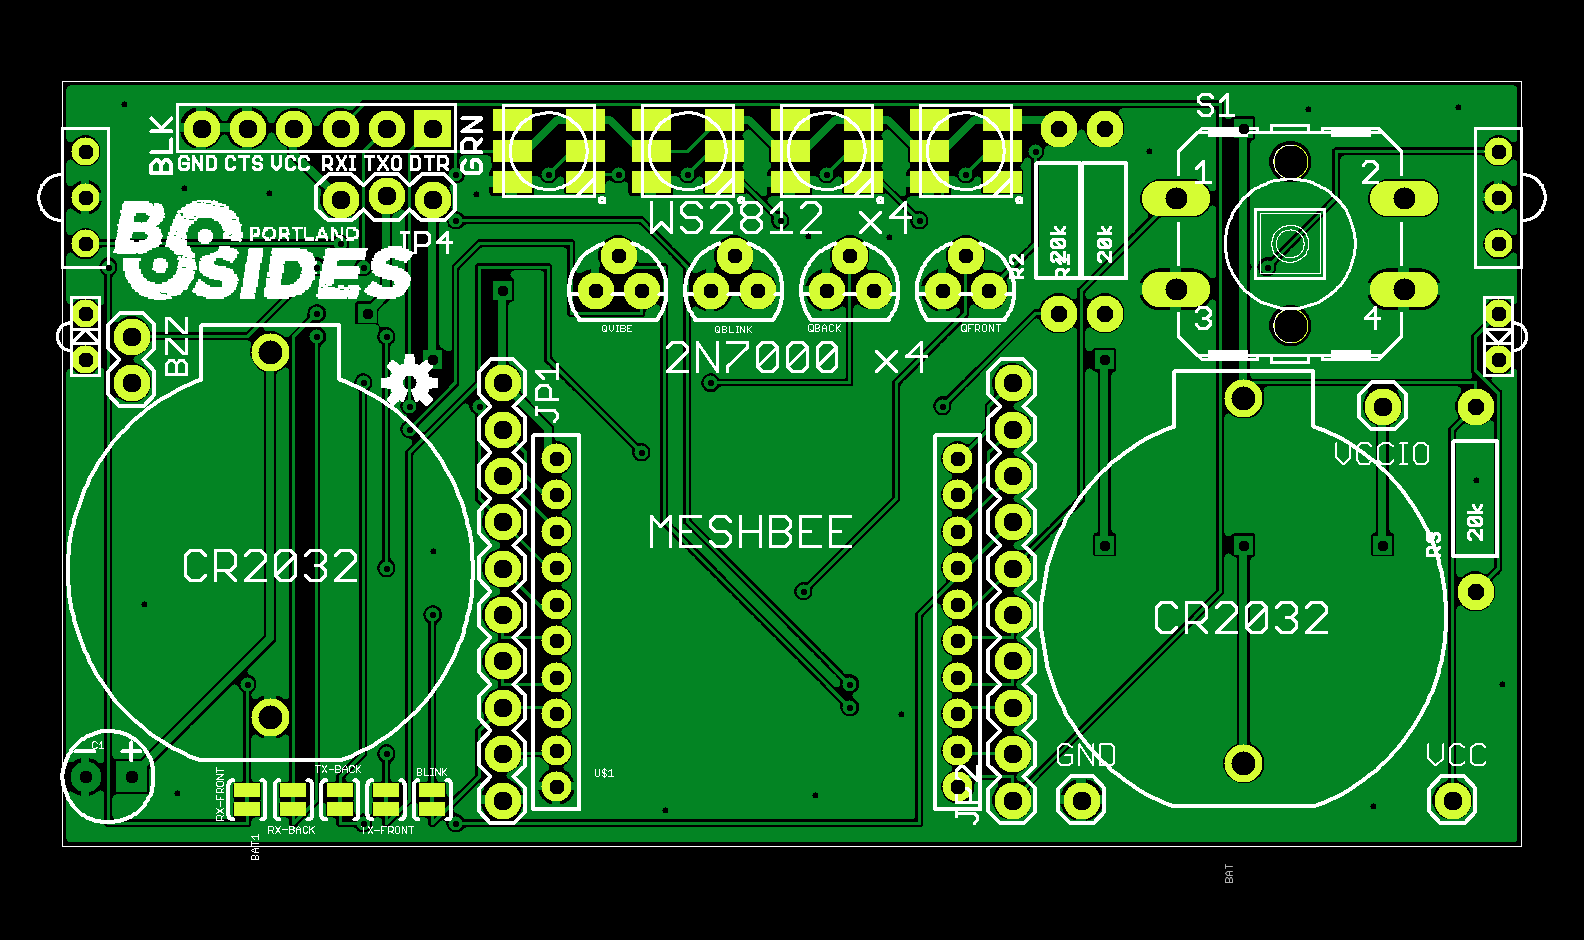 S1
BLK
GRN
GND CTS VCC RXI TXO DTR
1
2
WS2812 x4
BSIDES
PORTLAND
JP4
R2
R1
20k
20k
3
4
QVIBE
QBLINK
QBACK
QFRONT
BZZ
2N7000 x4
JP1
VCCIO
MESHBEE
20k
CR2032
CR2032
C1
- +
GND
VCC
U$1
JP2
RX-FRONT
TX-BACK
BLINK
RX-BACK
TX-FRONT
BAT1
BAT